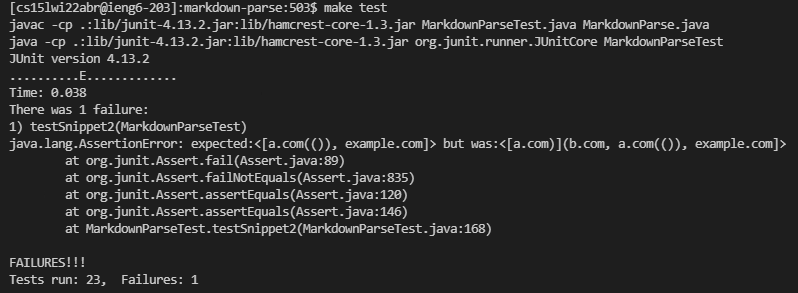 [cs15lwi22abr@ieng6-203]:markdown-parse:503$ make test
javac -cp .:lib/junit-4.13.2.jar:lib/hamcrest-core-1.3.jar MarkdownParseTest.java MarkdownParse.java
java -cp .:lib/junit-4.13.2.jar:lib/hamcrest-core-1.3.jar org.junit.runner.JUnitCore MarkdownParseTest
JUnit version 4.13.2
..........E.............
Time: 0.038
There was 1 failure:
1) testSnippet2(MarkdownParseTest)
java.lang.AssertionError: expected:<[a.com(()), example.com]> but was:<[a.com)](b.com, a.com(()), example.com]>
        at org.junit.Assert.fail(Assert.java:89)
        at org.junit.Assert.failNotEquals(Assert.java:835)
        at org.junit.Assert.assertEquals(Assert.java:120)
        at org.junit.Assert.assertEquals(Assert.java:146)
        at MarkdownParseTest.testSnippet2(MarkdownParseTest.java:168)

FAILURES!!!
Tests run: 23,  Failures: 1